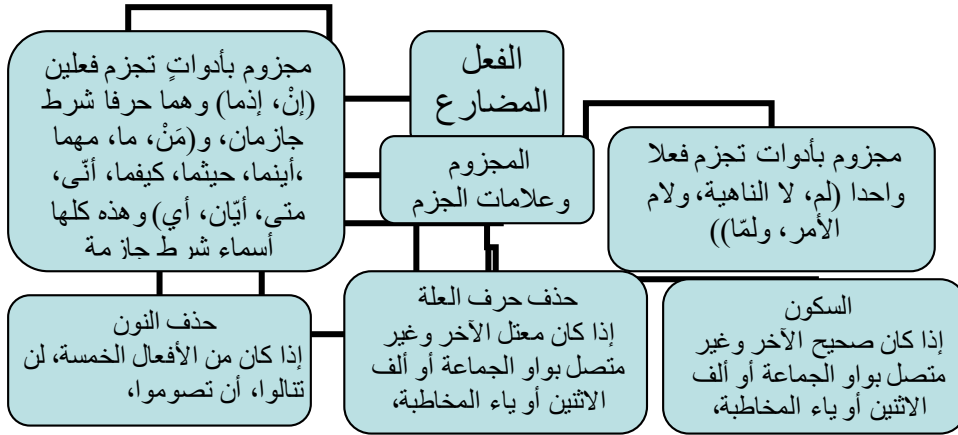 الفعل
المضارع
المجزوم
وعلامات الجزم
مجزوم بأدوات تجزم فعلا
واحدا (لم، لا الناهية، ولام
الأمر، ولمّا))
مجزوم بأدواتٍ تجزم فعلين
(إنْ، إذما) وهما حرفا شرط
جازمان، و(مَنْ، ما، مهما
،أينما، حيثما، كيفما، أنّى،
متى، أيّان، أي) وهذه كلها
أسماء شرط جازمة
السكون
إذا كان صحيح الآخر وغير
متصل بواو الجماعة أو ألف
الاثنين أو ياء المخاطبة،
حذف حرف العلة
إذا كان معتل الآخر وغير
متصل بواو الجماعة أو ألف
الاثنين أو ياء المخاطبة،
حذف النون
إذا كان من الأفعال الخمسة، لن
تنالوا، أن تصوموا،